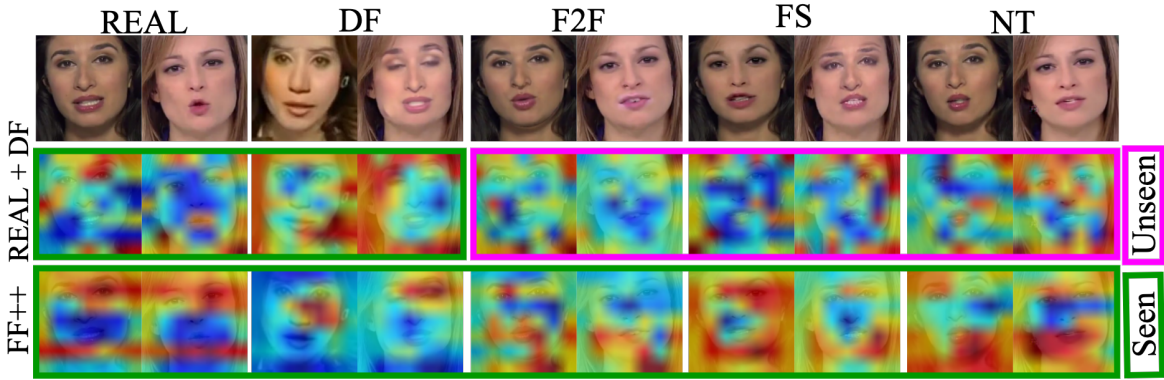 REAL DF F2F FS NT
REAL + DF
Unseen
FF++
Seen